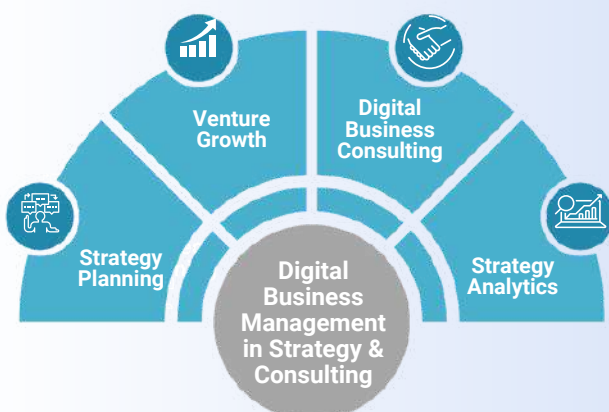 Venture
Growth
Digital
Business
Consulting
Strategy
Planning
Strategy
Analytics
Digital
Business
Management
in Strategy &
Consulting